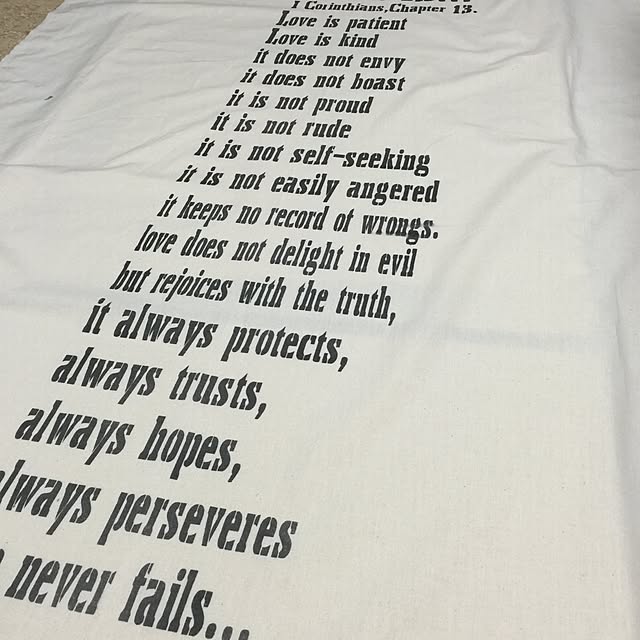 1 Corinthians, Chapter 13.
Love is patient
Love is kind
it does not envy
it does not boast
it is not proud
it is not rude
it is not self-seeking
it is not easily angered
it keeps no record of wrongs.
love does not delight in evil
but rejoices with the truth,
it always protects,
always trusts,
always hopes,
always perseveres
never fails...